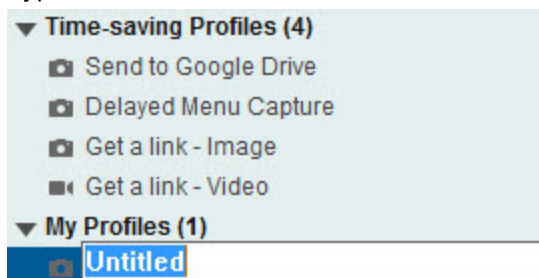 Time-saving Profiles (4)
Send to Google Drive
Delayed Menu Capture
Get a link - Image
Get a link - Video
My Profiles (1)
Untitled